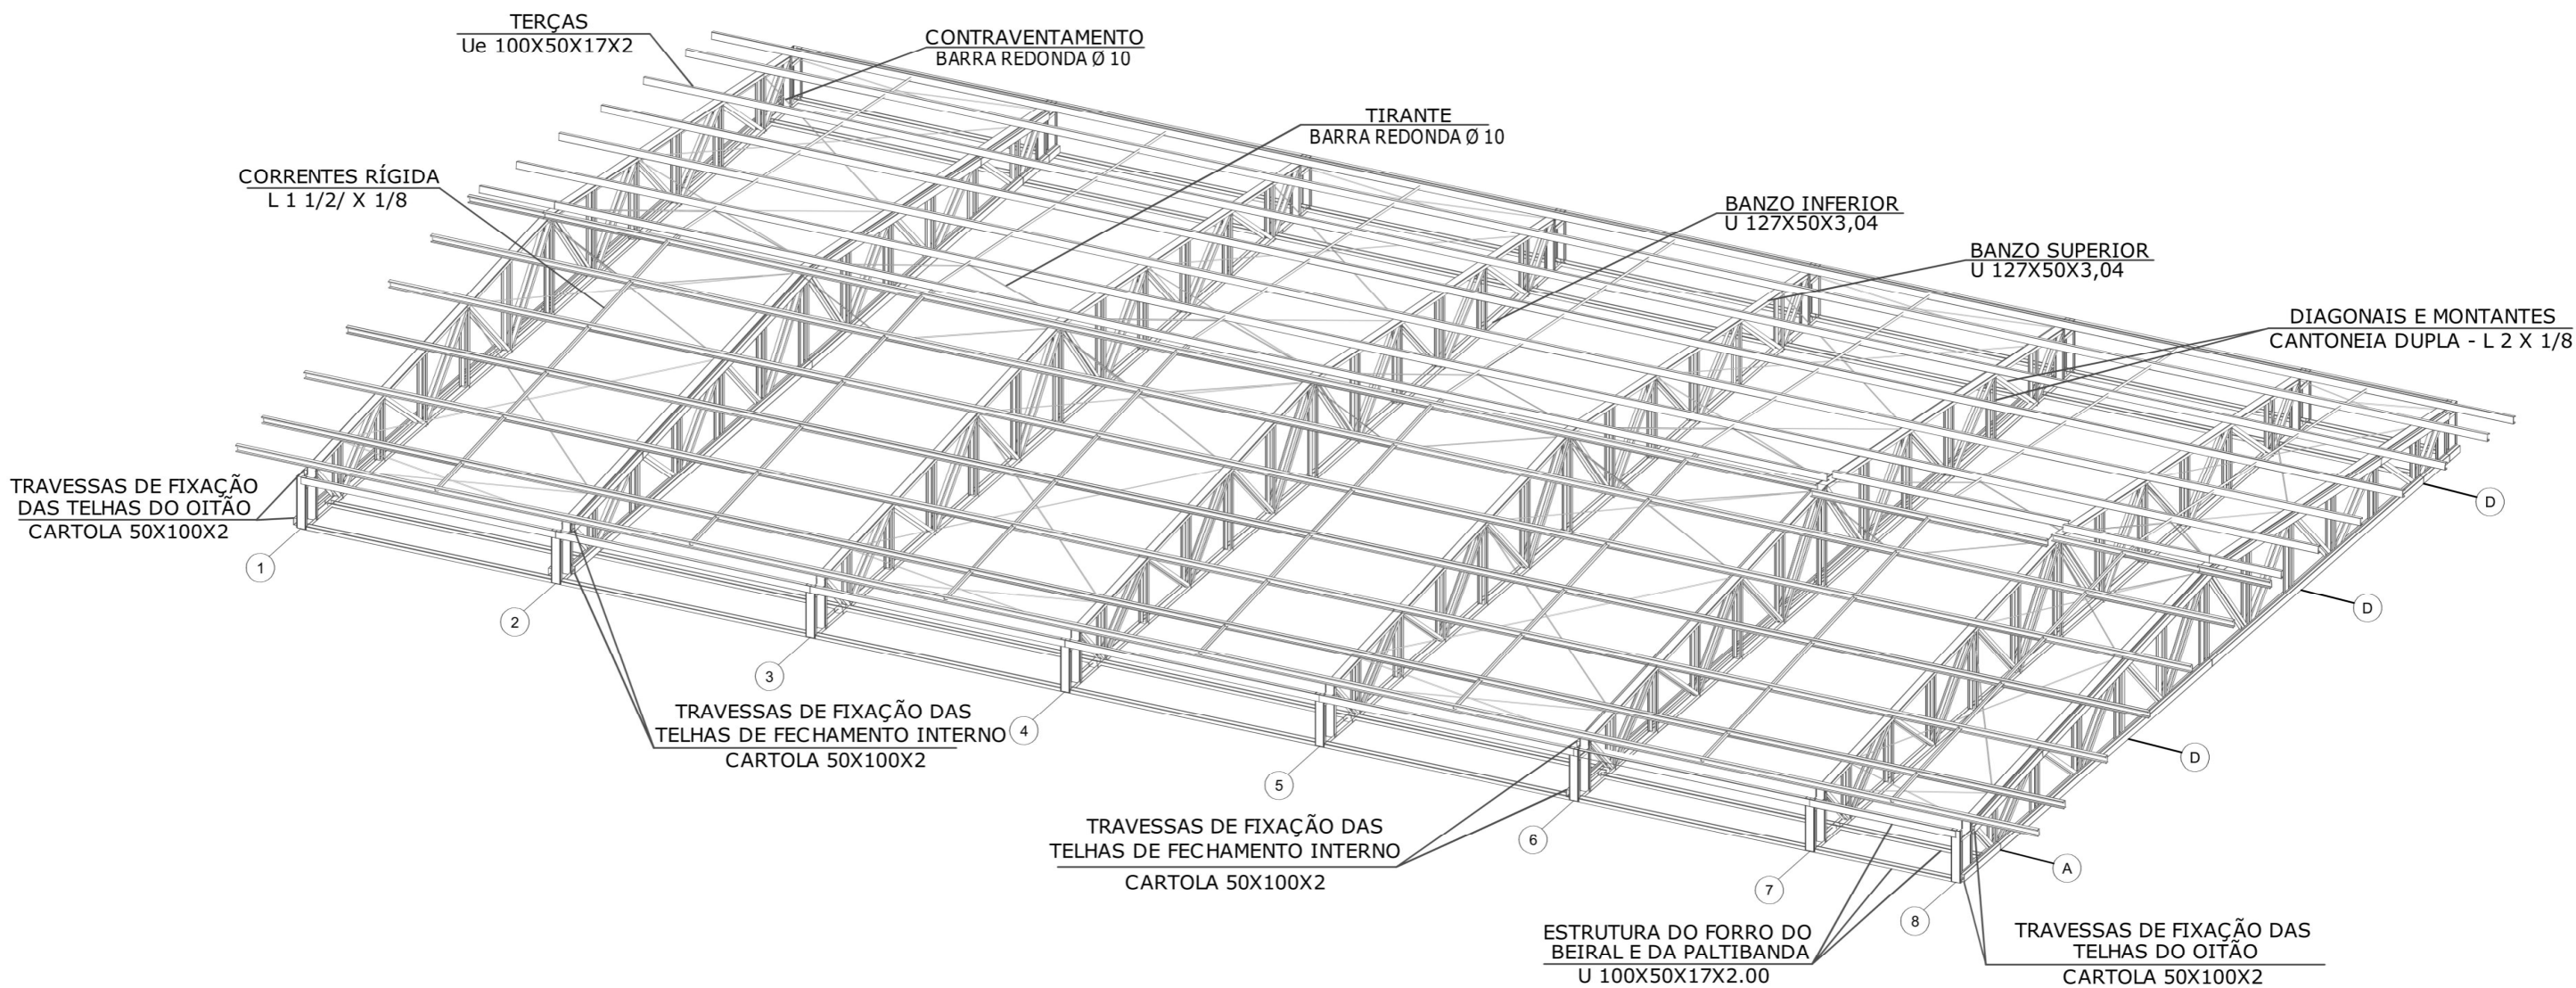 TERÇAS
Ue 100X50X17X2
CONTRAVENTAMENTO
BARRA REDONDA Ø 10
TIRANTE
BARRA REDONDA Ø 10
CORRENTES RÍGIDA
L 1 1/2/ X 1/8
BANZO INFERIOR
U 127X50X3,04
BANZO SUPERIOR
U 127X50X3,04
DIAGONAIS E MONTANTES
CANTONEIA DUPLA - L 2 X 1/8
TRAVESSAS DE FIXAÇÃO
DAS TELHAS DO OITÃO
CARTOLA 50X100X2
D
D
D
A
1
2
3
4
5
6
7
8
TRAVESSAS DE FIXAÇÃO DAS
TELHAS DE FECHAMENTO INTERNO
CARTOLA 50X100X2
TRAVESSAS DE FIXAÇÃO DAS
TELHAS DE FECHAMENTO INTERNO
CARTOLA 50X100X2
ESTRUTURA DO FORRO DO
BEIRAL E DA PALTIBANDA
U 100X50X17X2.00
TRAVESSAS DE FIXAÇÃO DAS
TELHAS DO OITÃO
CARTOLA 50X100X2